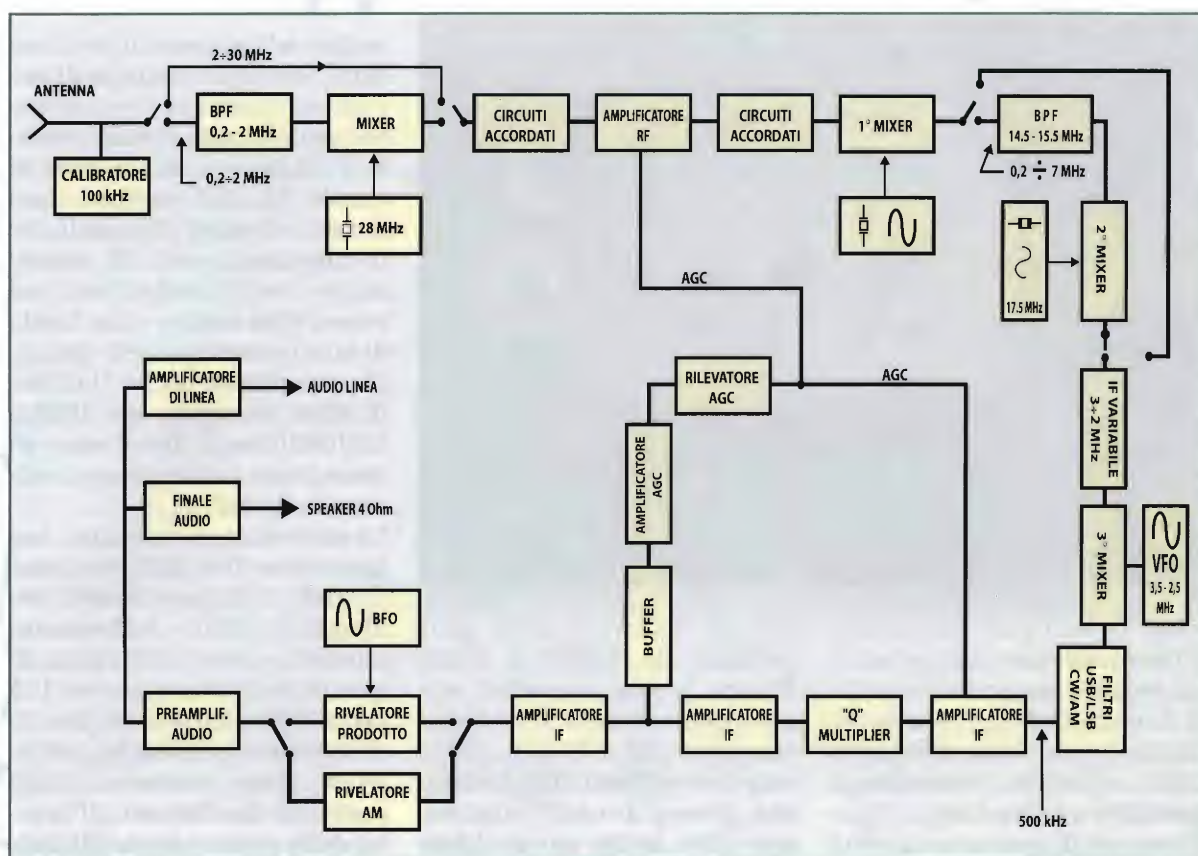 2÷30 MHz
ANTENNA
BPF
0,2 - 2 MHz
MIXER
CIRCUITI
ACCORDATI
AMPLIFICATORE
RF
CIRCUITI
ACCORDATI
1° MIXER
BPF
14.5 - 15.5 MHz
CALIBRATORE
100 kHz
0,2÷2 MHz
0,2 ÷ 7 MHz
28 MHz
17.5 MHz
2° MIXER
AGC
AMPLIFICATORE
DI LINEA
AUDIO LINEA
RILEVATORE
AGC
AGC
IF VARIABILE
3÷2 MHz
AMPLIFICATORE
AGC
FINALE
AUDIO
SPEAKER 4 Ohm
3° MIXER
VFO
3,5 - 2,5
MHz
BFO
BUFFER
FILTRI
USB/LSB
CW/AM
PREAMPLIF.
AUDIO
RIVELATORE
PRODOTTO
AMPLIFICATORE
IF
AMPLIFICATORE
IF
"Q"
MULTIPLIER
AMPLIFICATORE
IF
RIVELATORE
AM
500 kHz